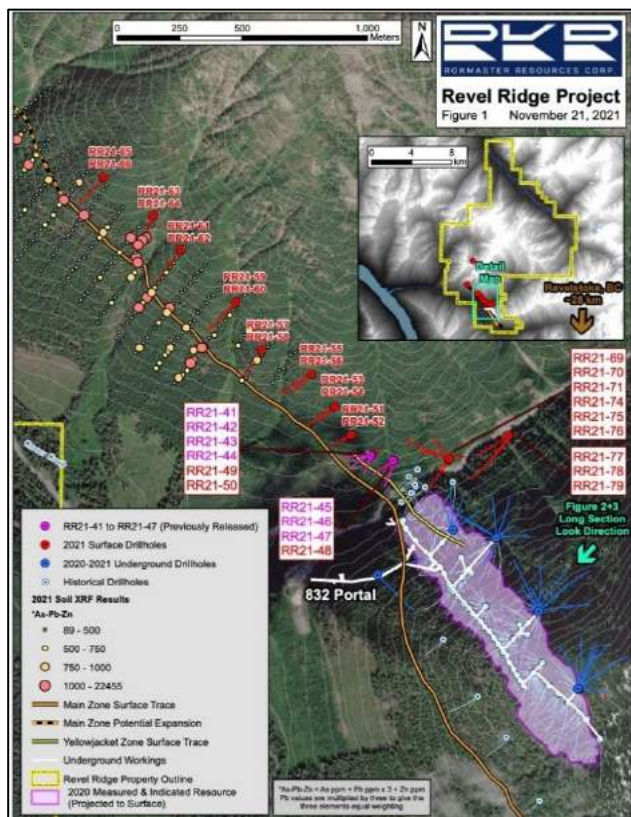 0 250 500 1,000
Meters
N
RKR
ROKMASTER RESOURCES CORP.
Revel Ridge Project
Figure 1 November 21, 2021
0 4 8
km
Detail
Map
Revelstoke, BC
RR21-65
RR21-66
RR21-63
RR21-64
RR21-61
RR21-62
RR21-59
RR21-60
RR21-57
RR21-58
RR21-55
RR21-56
RR21-53
RR21-54
RR21-51
RR21-52
RR21-69
RR21-70
RR21-71
RR21-74
RR21-75
RR21-76
RR21-77
RR21-78
RR21-79
RR21-41
RR21-42
RR21-43
RR21-44
RR21-49
RR21-50
RR21-45
RR21-46
RR21-47
RR21-48
Figure 2+3
Long Section
Look Direction
832 Portal
RR21-41 to RR21-47 (Previously Released)
2021 Surface Drillholes
2020-2021 Underground Drillholes
Historical Drillholes
2021 Soil XRF Results
*As-Pb-Zn
89 - 500
500 - 750
750 - 1000
1000 - 22455
Main Zone Surface Trace
Main Zone Potential Expansion
Yellowjacket Zone Surface Trace
Underground Workings
Revel Ridge Property Outline
2020 Measured & Indicated Resource
(Projected to Surface)
*As-Pb-Zn = As ppm + Pb ppm x 3 + Zn ppm
Pb values are multiplied by three to give the
three elements equal weighting